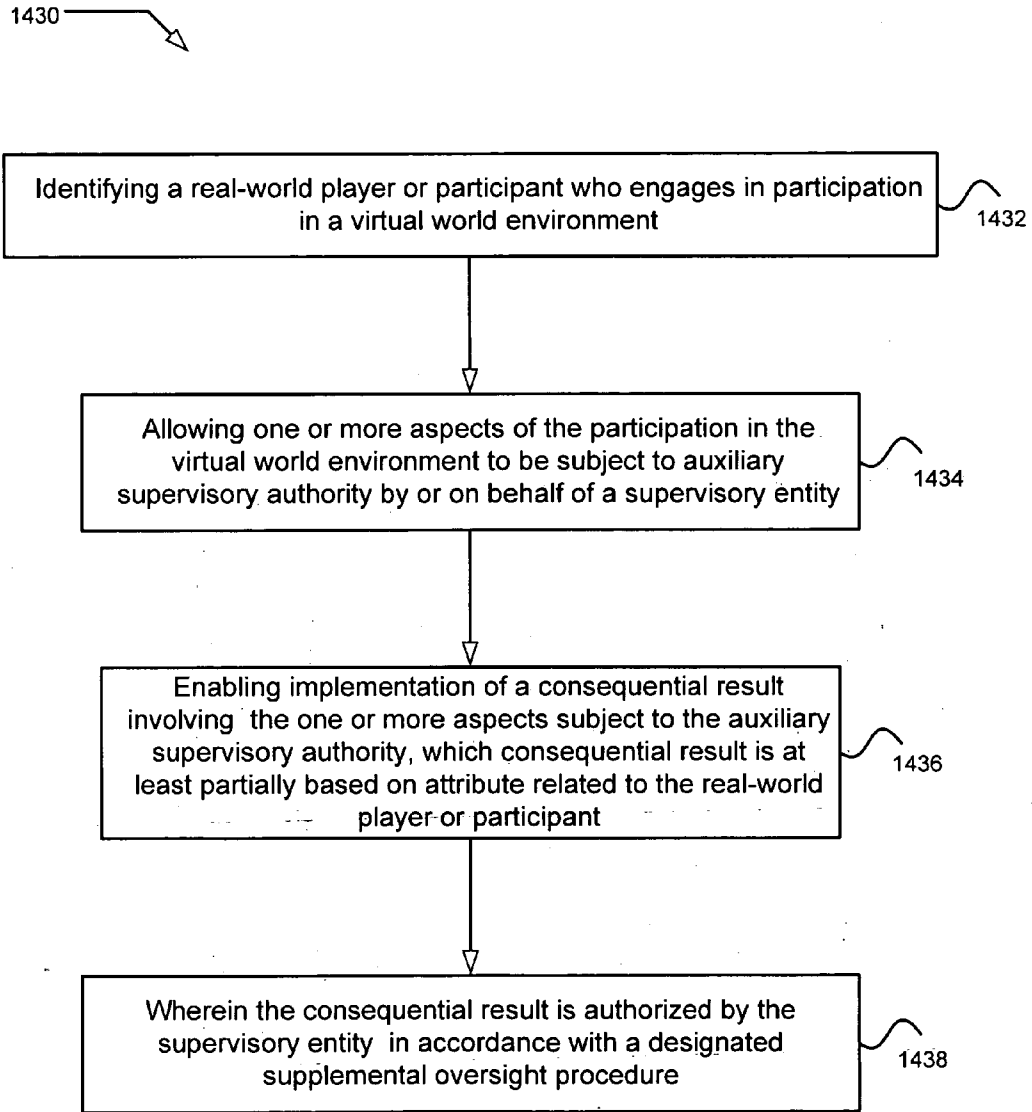 1430
Identifying a real-world player or participant who engages in participation
in a virtual world environment
1432
Allowing one or more aspects of the participation in the
virtual world environment to be subject to auxiliary
supervisory authority by or on behalf of a supervisory entity
1434
Enabling implementation of a consequential result
involving the one or more aspects subject to the auxiliary
supervisory authority, which consequential result is at
least partially based on attribute related to the real-world
player or participant
1436
Wherein the consequential result is authorized by the
supervisory entity in accordance with a designated
supplemental oversight procedure
1438